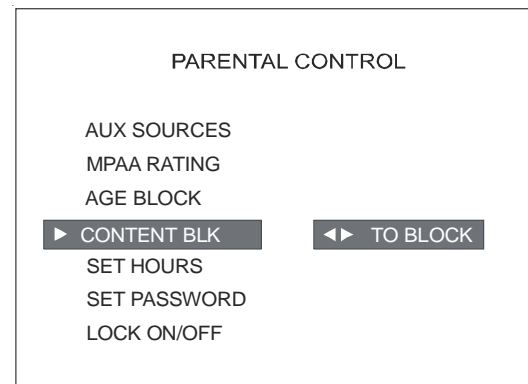 PARENTAL CONTROL
AUX SOURCES
MPAA RATING
AGE BLOCK
CONTENT BLK TO BLOCK
SET HOURS
SET PASSWORD
LOCK ON/OFF